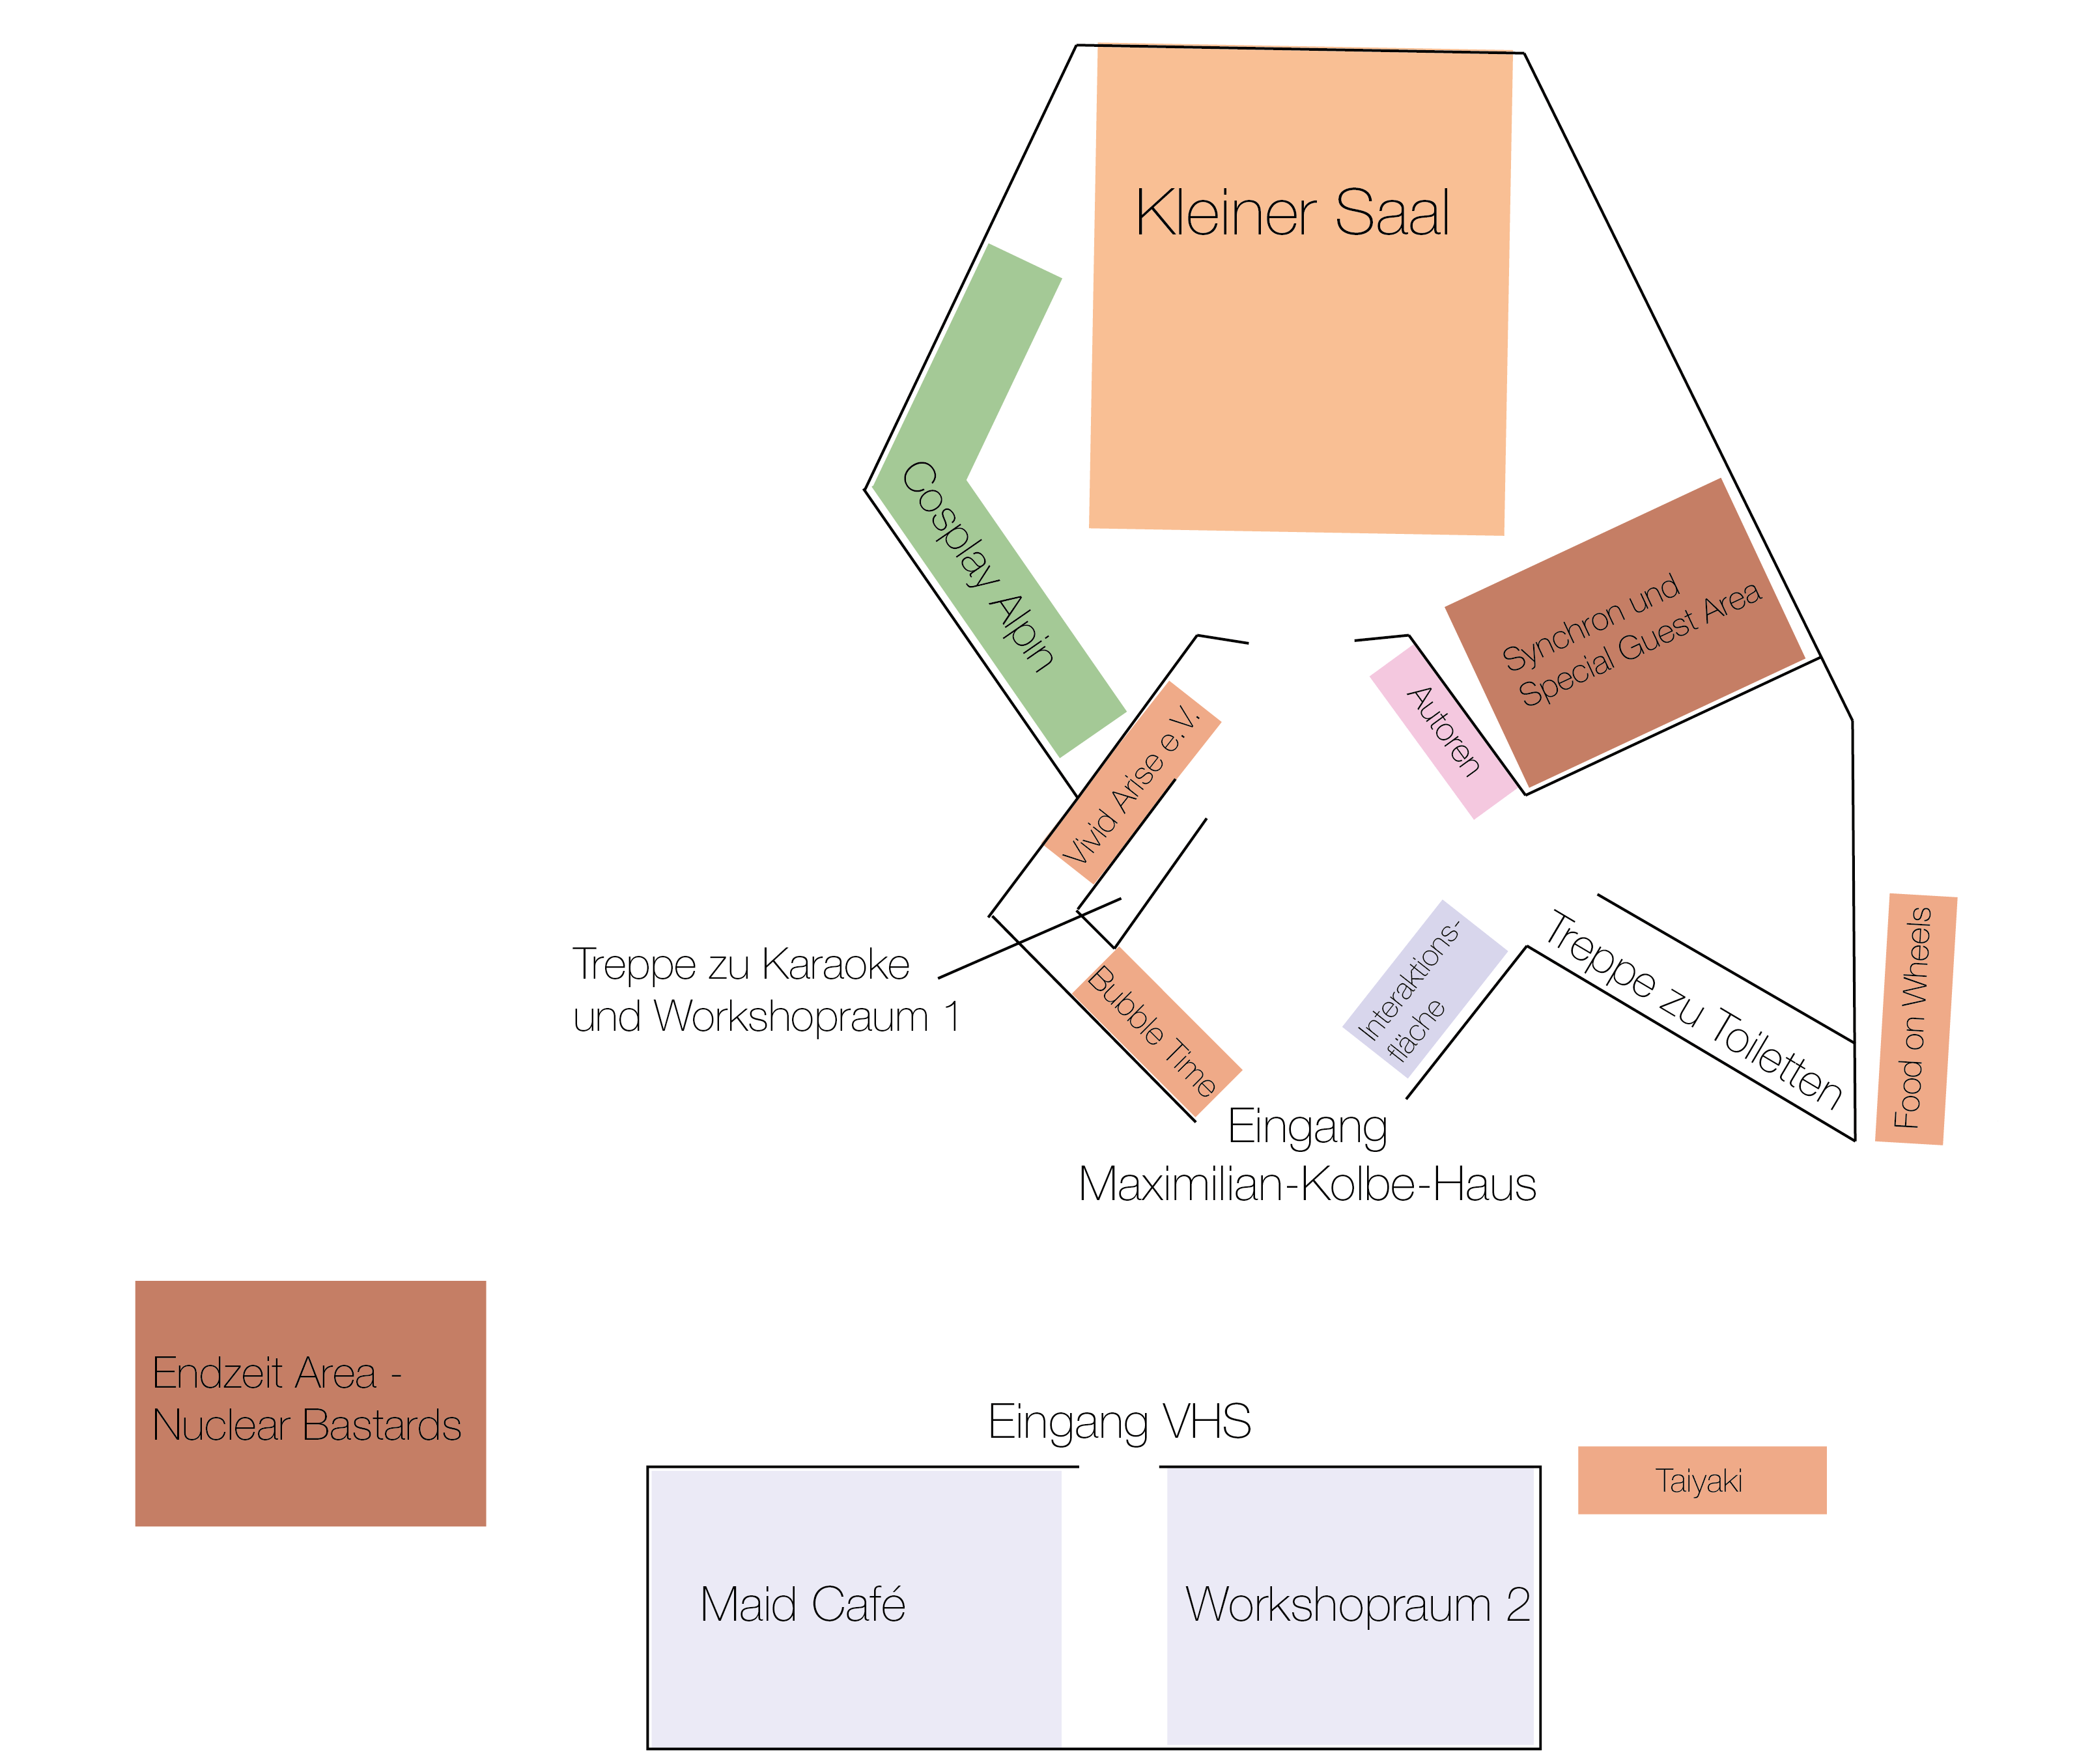 Kleiner Saal
Cosplay Alpin
Synchron und
Special Guest Area
Autoren
Vivid Arise e.V.
Treppe zu Karaoke
und Workshopraum 1
Bubble Time
Interaktions-
fläche
Treppe zu Toiletten
Food on Wheels
Eingang
Maximilian-Kolbe-Haus
Endzeit Area -
Nuclear Bastards
Eingang VHS
Taiyaki
Maid Café
Workshopraum 2